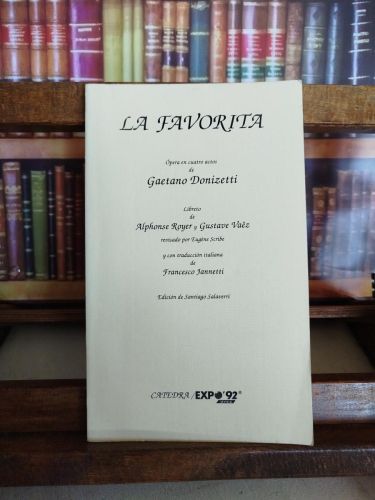 LA FAVORITA
Ópera en cuatro actos
de
Gaetano Donizetti
Libreto
de
Alphonse Royer y Gustave Vaëz
revisado por Eugène Scribe
y con traducción italiana
de
Francesco Jannetti
Edición de Santiago Salaverri
CATEDRA / EXPO'92®